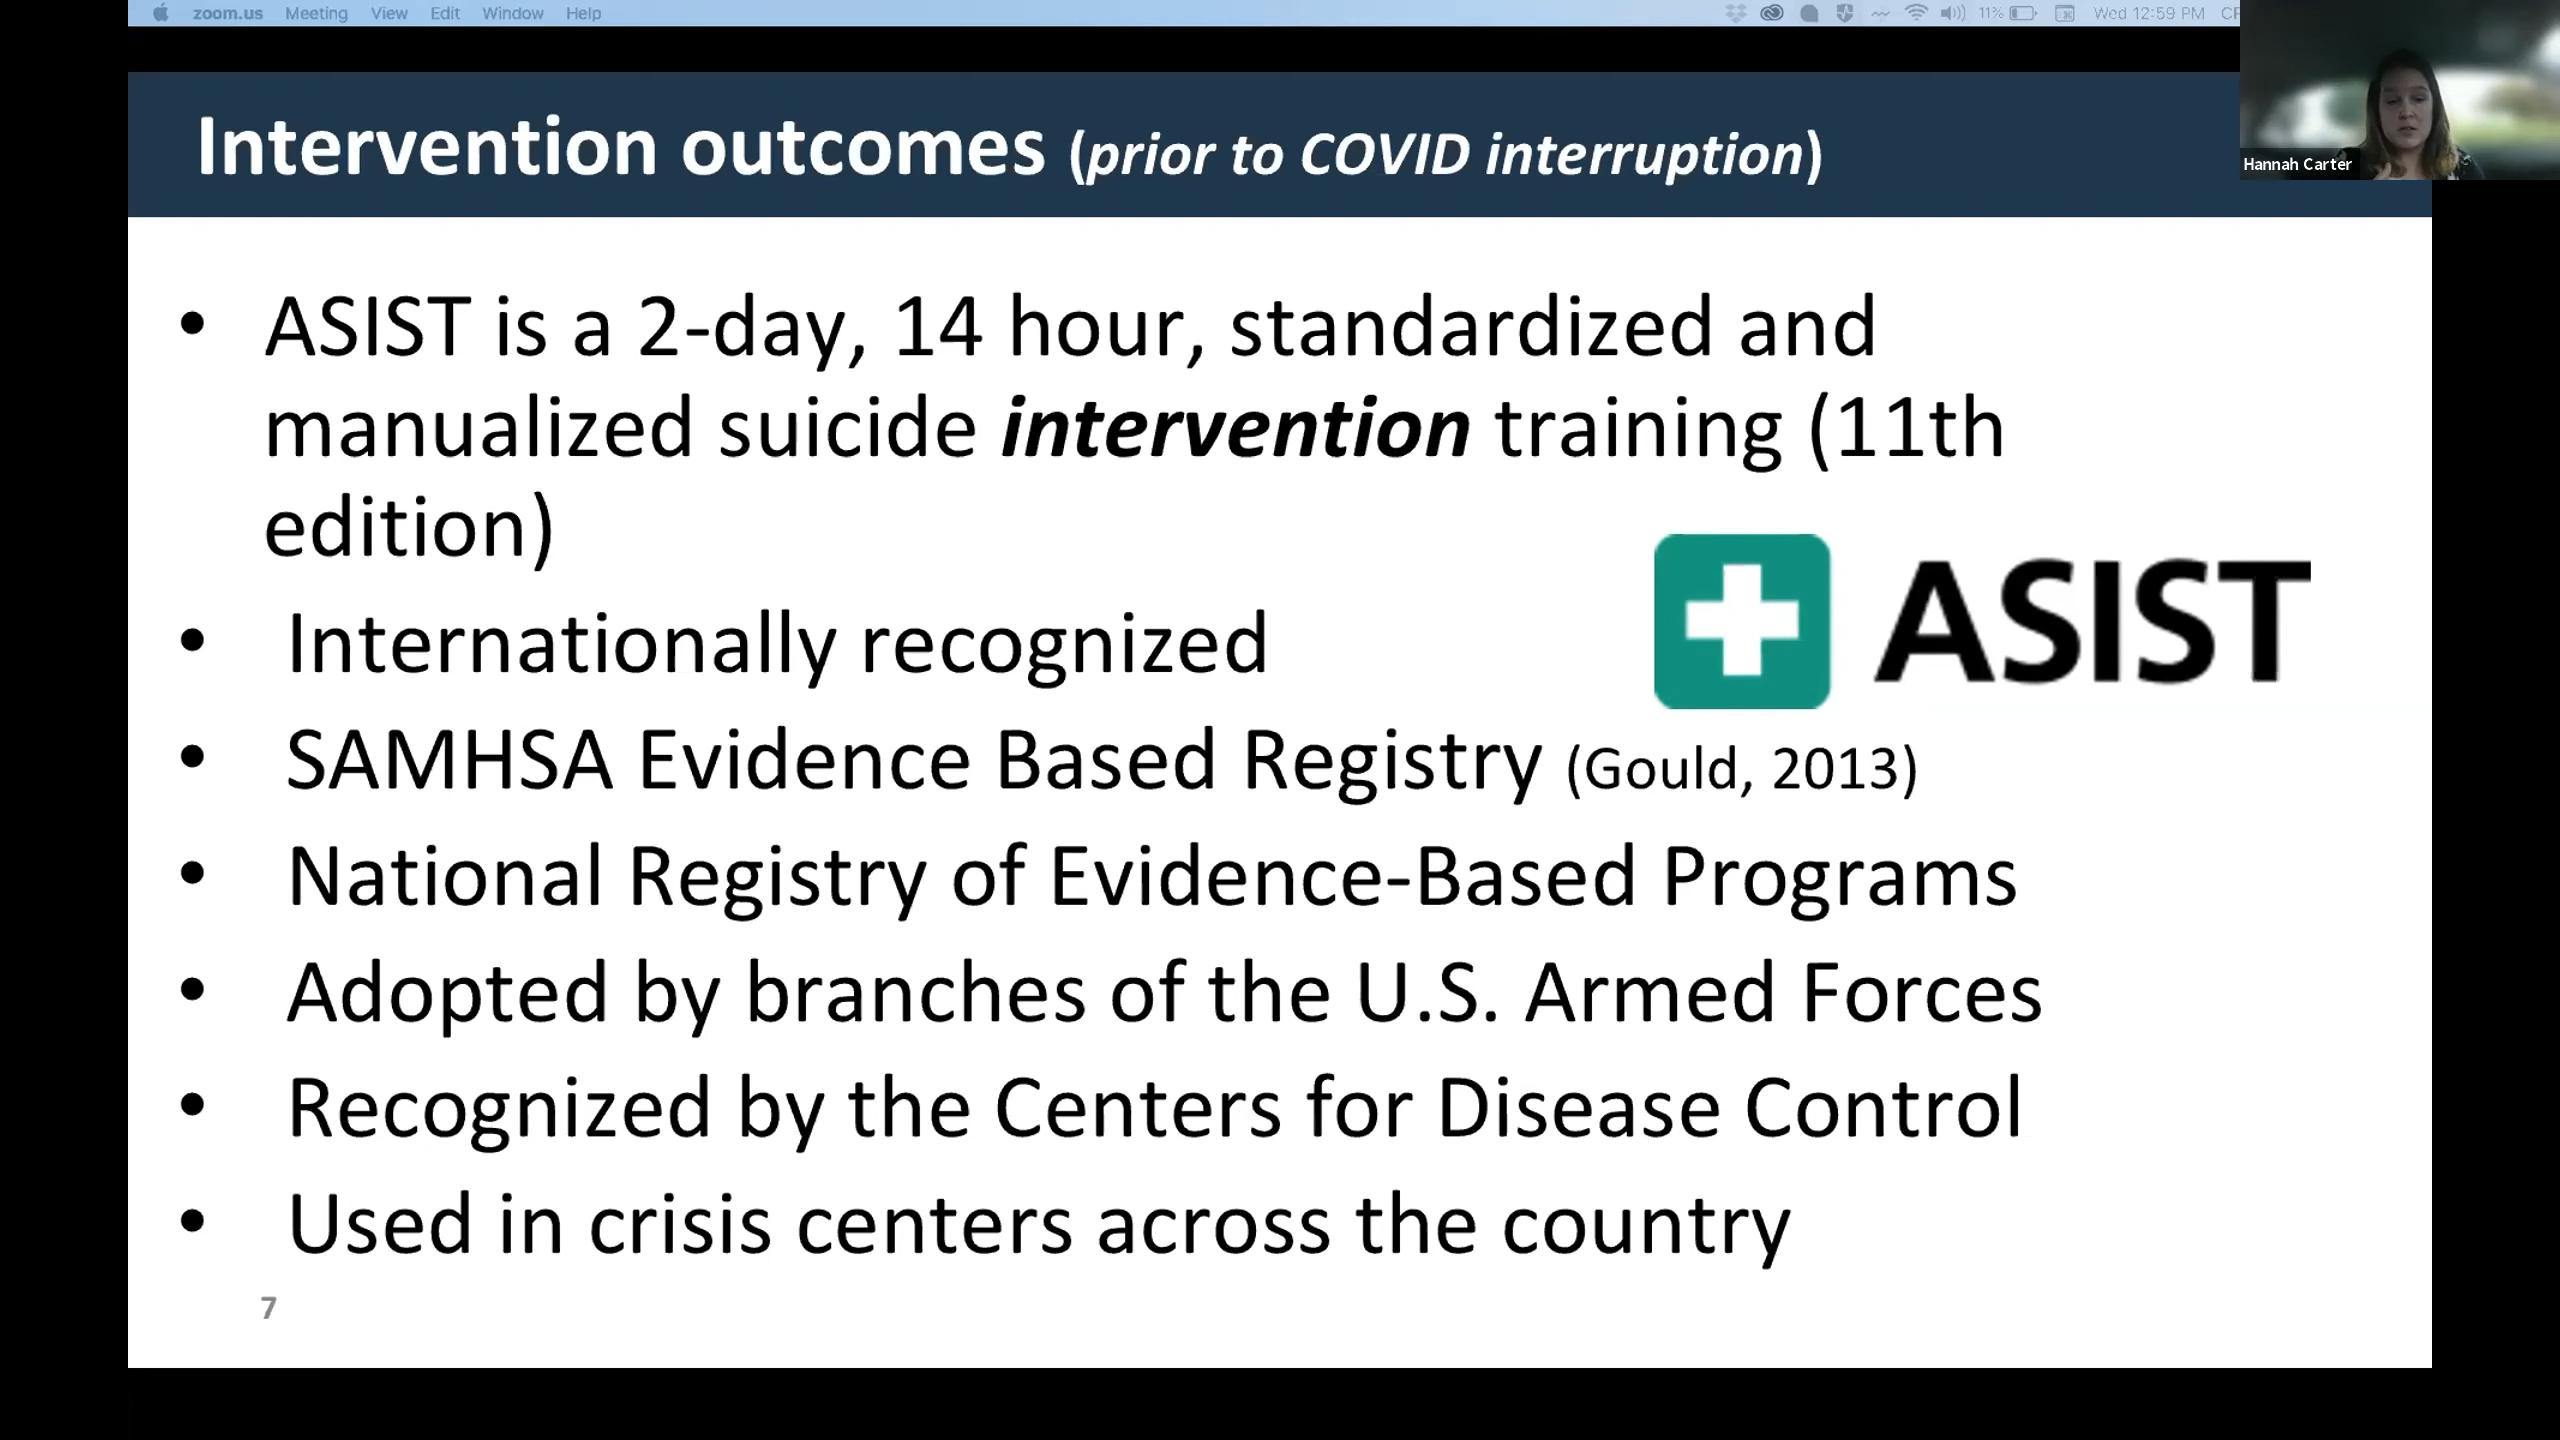 zoom.us Meeting View Edit Window Help 11% Wed 12:59 PM
Intervention outcomes (prior to COVID interruption)
Hannah Carter
• ASIST is a 2-day, 14 hour, standardized and
manualized suicide intervention training (11th
edition)
ASIST
• Internationally recognized
• SAMHSA Evidence Based Registry (Gould, 2013)
• National Registry of Evidence-Based Programs
• Adopted by branches of the U.S. Armed Forces
• Recognized by the Centers for Disease Control
• Used in crisis centers across the country
7